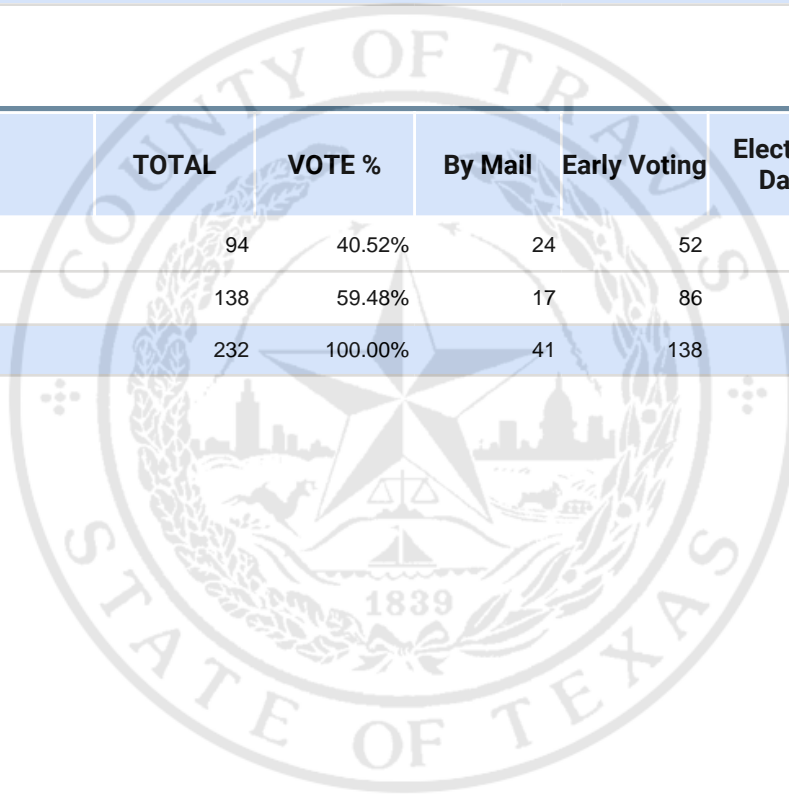 TOTAL VOTE % By Mail Early Voting
94 40.52% 24 52
138 59.48% 17 86
232 100.00% 41 138
COUNTY OF TRAVIS
1839
STATE OF TEXAS